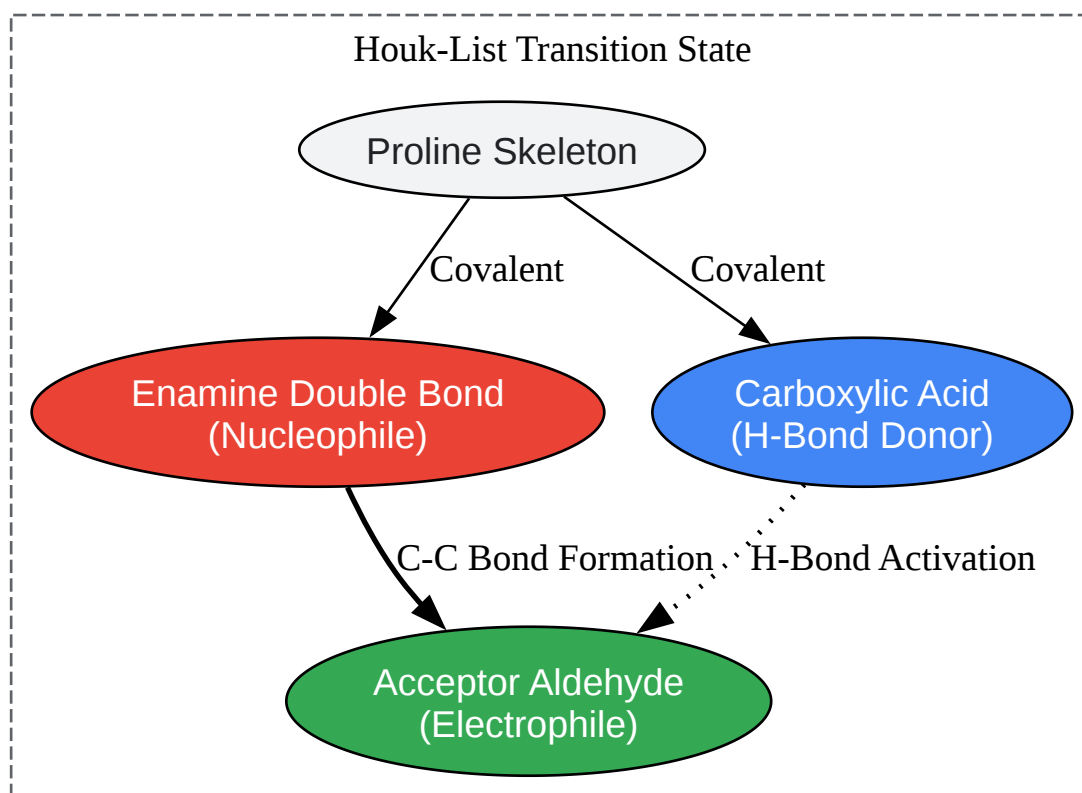 Houk-List Transition State
Proline Skeleton
Covalent
Covalent
Enamine Double Bond
(Nucleophile)
Carboxylic Acid
(H-Bond Donor)
C-C Bond Formation
H-Bond Activation
Acceptor Aldehyde
(Electrophile)